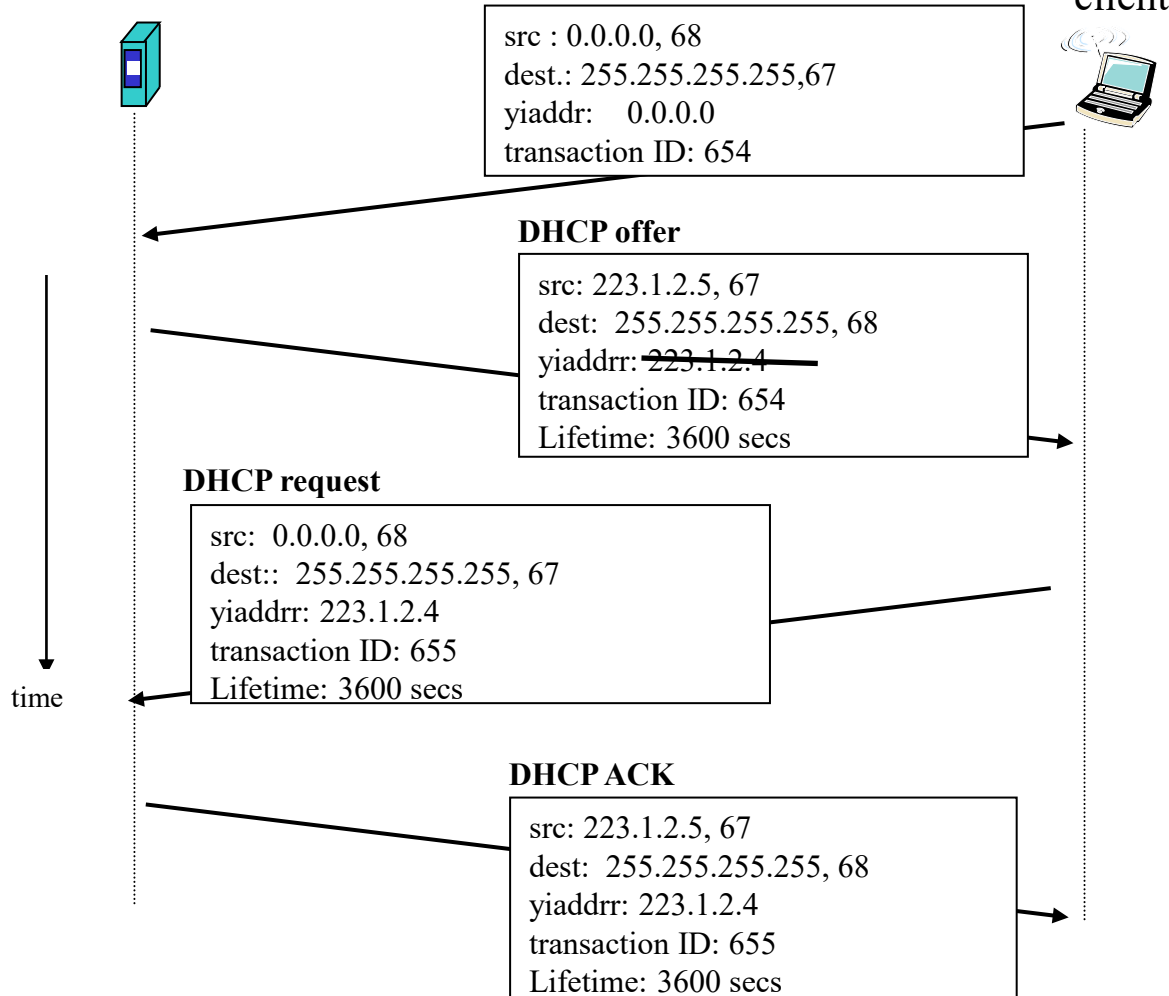 client
src : 0.0.0.0, 68
dest.: 255.255.255.255,67
yiaddr: 0.0.0.0
transaction ID: 654
DHCP offer
src: 223.1.2.5, 67
dest: 255.255.255.255, 68
yiaddrr: 223.1.2.4
transaction ID: 654
Lifetime: 3600 secs
DHCP request
src: 0.0.0.0, 68
dest:: 255.255.255.255, 67
yiaddrr: 223.1.2.4
transaction ID: 655
Lifetime: 3600 secs
time
DHCP ACK
src: 223.1.2.5, 67
dest: 255.255.255.255, 68
yiaddrr: 223.1.2.4
transaction ID: 655
Lifetime: 3600 secs